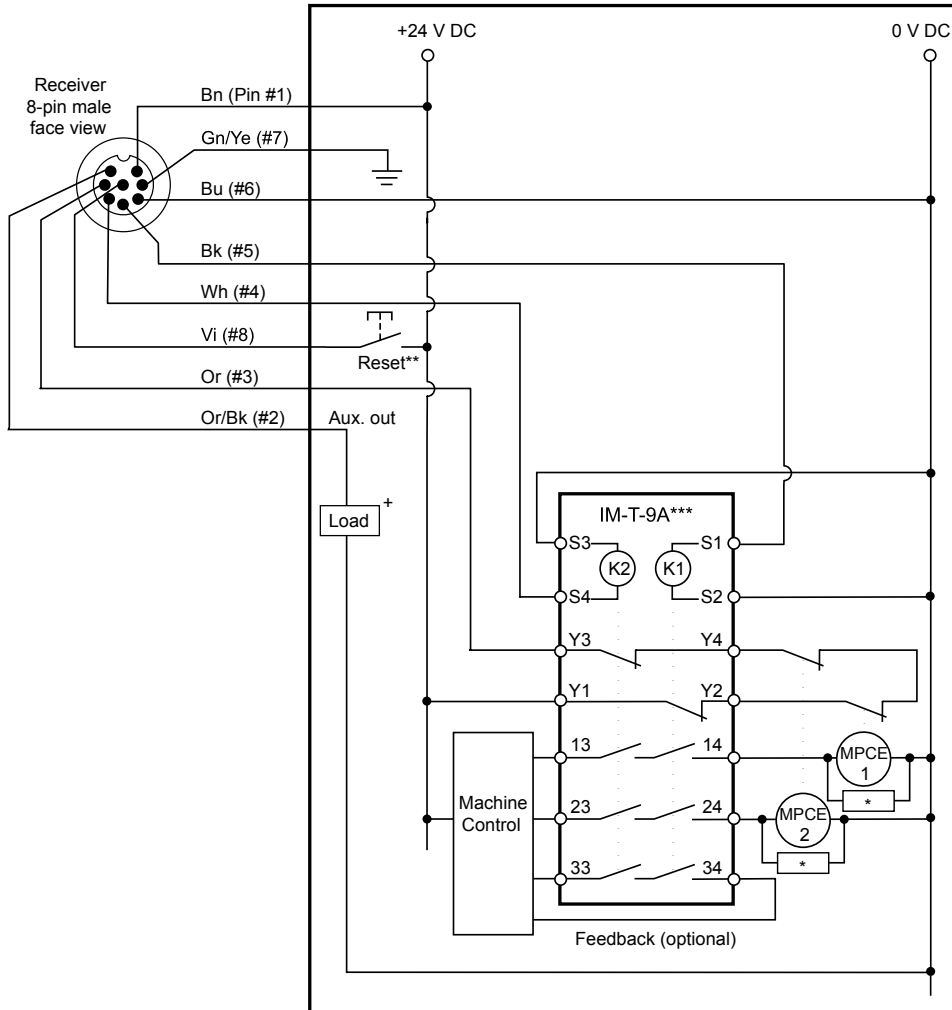 +24 V DC
0 V DC
Receiver
8-pin male
face view
Bn (Pin #1)
Gn/Ye (#7)
Bu (#6)
Bk (#5)
Wh (#4)
Vi (#8)
Reset**
Or (#3)
Or/Bk (#2)
Aux. out
+
Load
IM-T-9A***
S3
S1
K2
K1
S4
S2
Y3
Y4
Y1
Y2
13
14
MPCE
1
*
Machine
Control
23
24
MPCE
2
*
33
34
Feedback (optional)